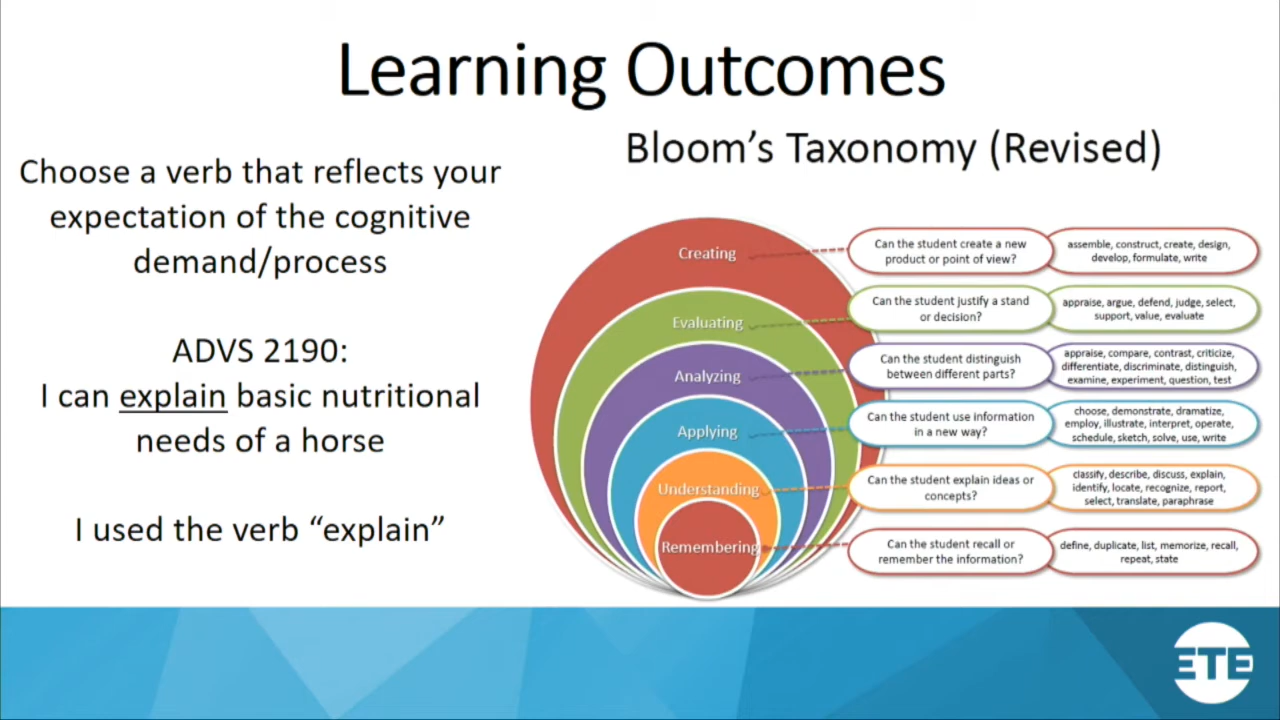 Learning Outcomes
Choose a verb that reflects your
expectation of the cognitive
demand/process
ADVS 2190:
I can explain basic nutritional
needs of a horse
I used the verb “explain”
Bloom’s Taxonomy (Revised)
Creating
Can the student create a new
product or point of view?
assemble, construct, create, design,
develop, formulate, write
Evaluating
Can the student justify a stand
or decision?
appraise, argue, defend, judge, select,
support, value, evaluate
Analyzing
Can the student distinguish
between different parts?
appraise, compare, contrast, criticize,
differentiate, discriminate, distinguish,
examine, experiment, question, test
Applying
Can the student use information
in a new way?
choose, demonstrate, dramatize,
employ, illustrate, interpret, operate,
schedule, sketch, solve, use, write
Understanding
Can the student explain ideas or
concepts?
classify, describe, discuss, explain,
identify, locate, recognize, report,
select, translate, paraphrase
Remembering
Can the student recall or
remember the information?
define, duplicate, list, memorize, recall,
repeat, state
ETE